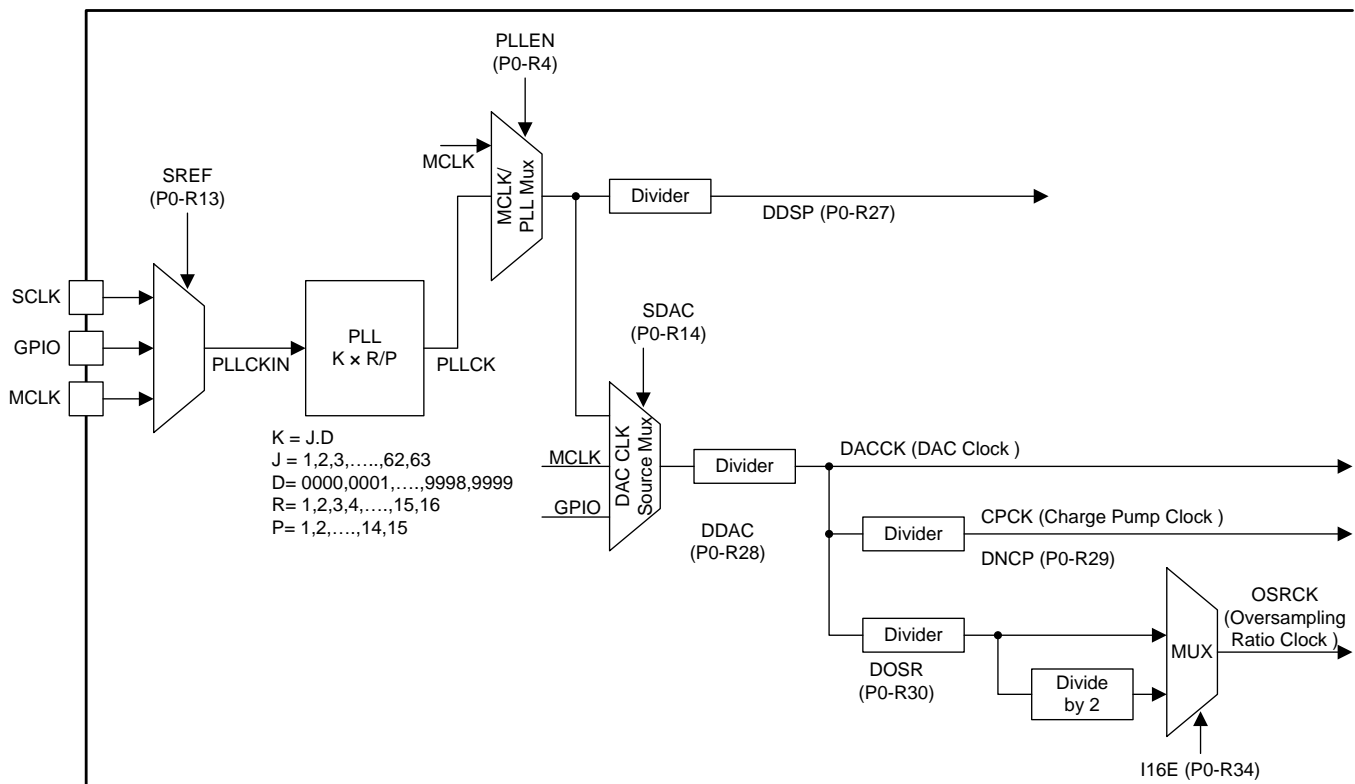 PLLEN
(P0-R4)
MCLK
MCLK/
PLL Mux
SREF
(P0-R13)
Divider
DDSP (P0-R27)
SCLK
GPIO
MCLK
PLLCKIN
PLL
K × R/P
PLLCK
SDAC
(P0-R14)
K = J.D
J = 1,2,3,…..,62,63
D= 0000,0001,….,9998,9999
R= 1,2,3,4,….,15,16
P= 1,2,….,14,15
MCLK
GPIO
DAC CLK
Source Mux
Divider
DDAC
(P0-R28)
DACCK (DAC Clock )
Divider
CPCK (Charge Pump Clock )
DNCP (P0-R29)
Divider
DOSR
(P0-R30)
Divide
by 2
MUX
OSRCK
(Oversampling
Ratio Clock )
I16E (P0-R34)